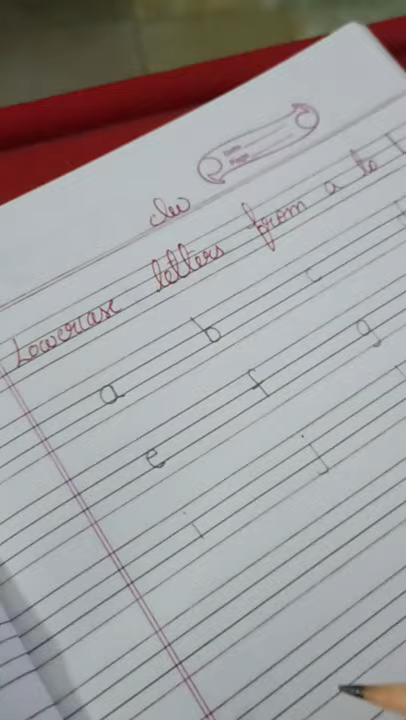 clw
Lowercase letters from a to
a b c
e f g
i j